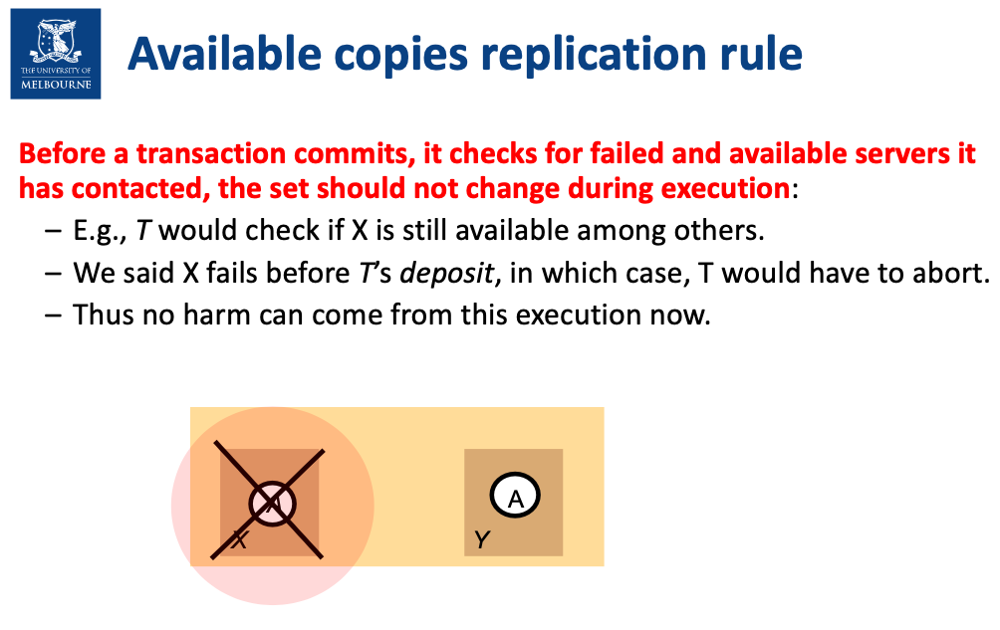 THE UNIVERSITY OF
MELBOURNE
Available copies replication rule
Before a transaction commits, it checks for failed and available servers it
has contacted, the set should not change during execution:
– E.g., T would check if X is still available among others.
– We said X fails before T's deposit, in which case, T would have to abort.
– Thus no harm can come from this execution now.
A
X
A
Y